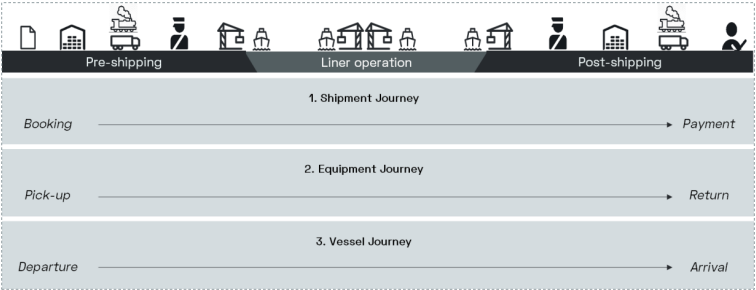 Pre-shipping Liner operation Post-shipping
1. Shipment Journey
Booking Payment
2. Equipment Journey
Pick-up Return
3. Vessel Journey
Departure Arrival